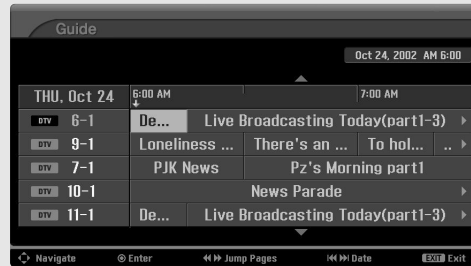 Guide
Oct 24, 2002 AM 6:00
THU, Oct 24 6:00 AM 7:00 AM
DTV 6-1 De... Live Broadcasting Today(part1-3)
DTV 9-1 Loneliness ... There's an ... To hol... ..
DTV 7-1 PJK News Pz's Morning part1
DTV 10-1 News Parade
DTV 11-1 De... Live Broadcasting Today(part1-3)
Navigate Enter Jump Pages Date EXIT Exit